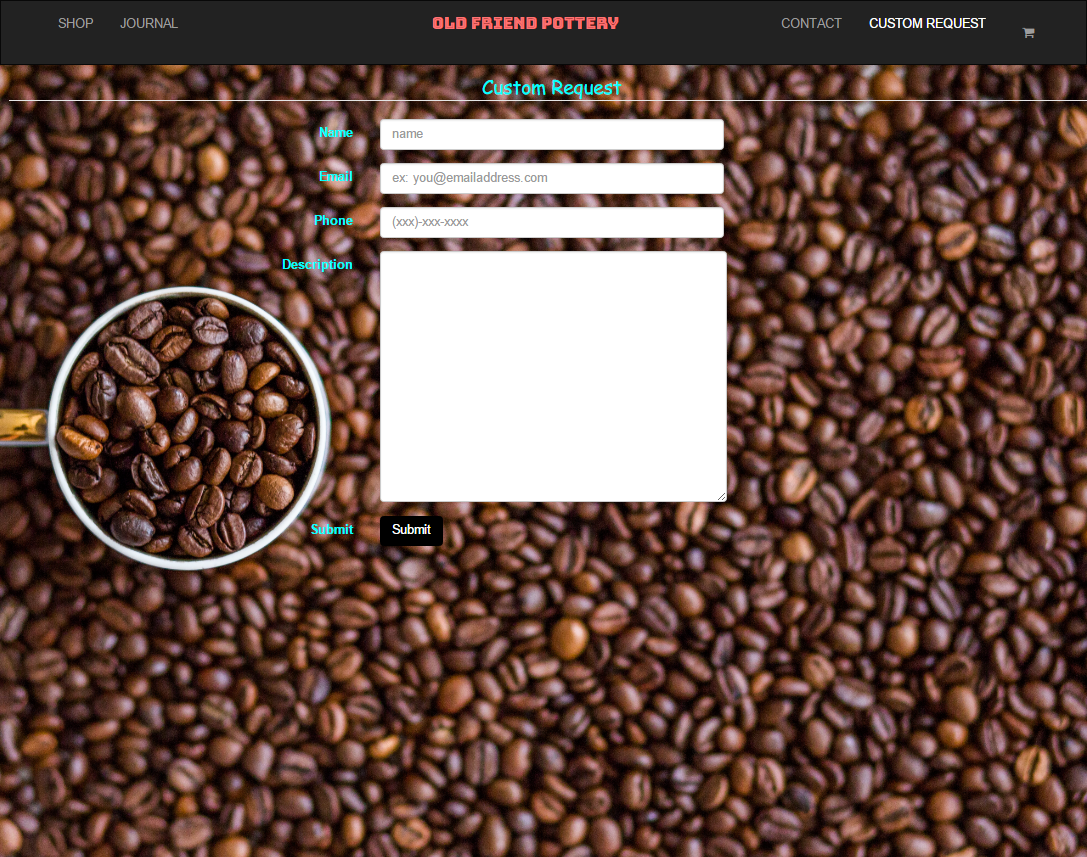 SHOP JOURNAL OLD FRIEND POTTERY CONTACT CUSTOM REQUEST
Custom Request
Name name
Email ex: you@emailaddress.com
Phone (xxx)-xxx-xxxx
Description
Submit Submit